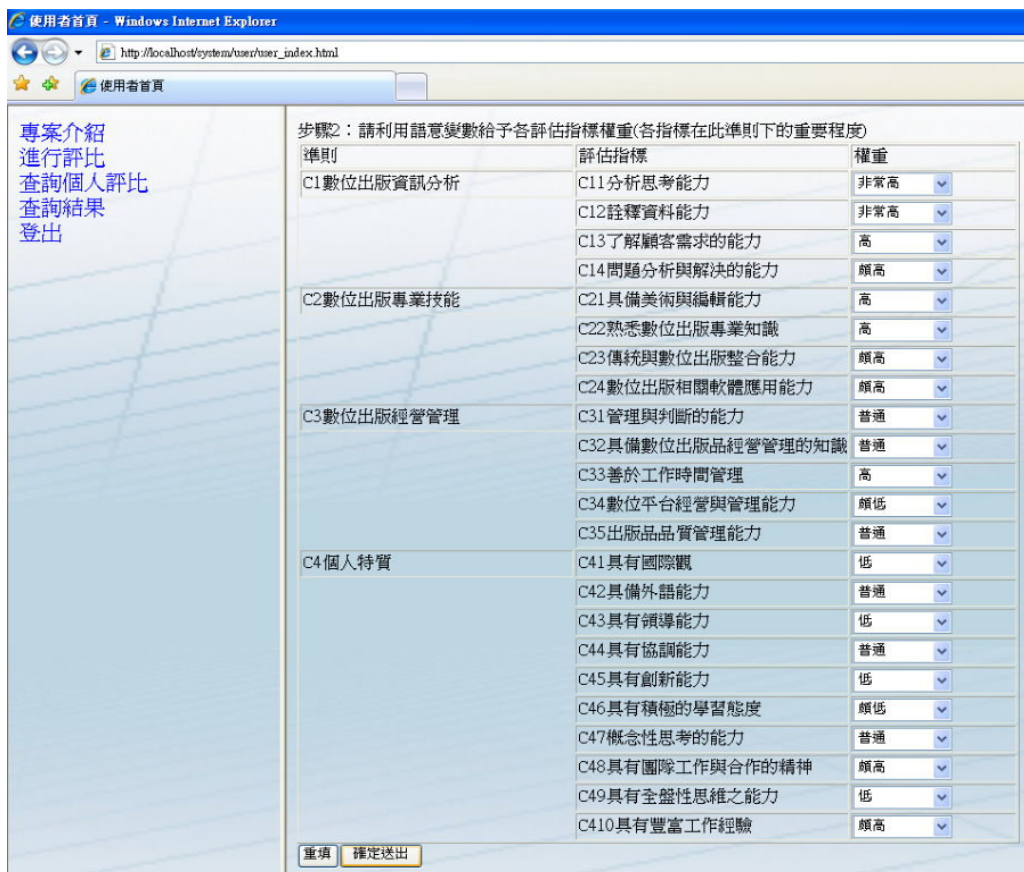 使用者首頁 - Windows Internet Explorer
http://localhost/system/user/user_index.html
使用者首頁
專案介紹
進行評比
查詢個人評比
查詢結果
登出
步驟2：請利用語意變數給予各評估指標權重(各指標在此準則下的重要程度)
準則 評估指標 權重
C1數位出版資訊分析 C11分析思考能力 非常高
C12詮釋資料能力 非常高
C13了解顧客需求的能力 高
C14問題分析與解決的能力 頗高
C2數位出版專業技能 C21具備美術與編輯能力 高
C22熟悉數位出版專業知識 高
C23傳統與數位出版整合能力 頗高
C24數位出版相關軟體應用能力 頗高
C3數位出版經營管理 C31管理與判斷的能力 普通
C32具備數位出版品經營管理的知識 普通
C33善於工作時間管理 高
C34數位平台經營與管理能力 頗低
C35出版品品質管理能力 普通
C4個人特質 C41具有國際觀 低
C42具備外語能力 普通
C43具有領導能力 低
C44具有協調能力 普通
C45具有創新能力 低
C46具有積極的學習態度 頗低
C47概念性思考的能力 普通
C48具有團隊工作與合作的精神 頗高
C49具有全盤性思維之能力 低
C410具有豐富工作經驗 頗高
重填 確定送出